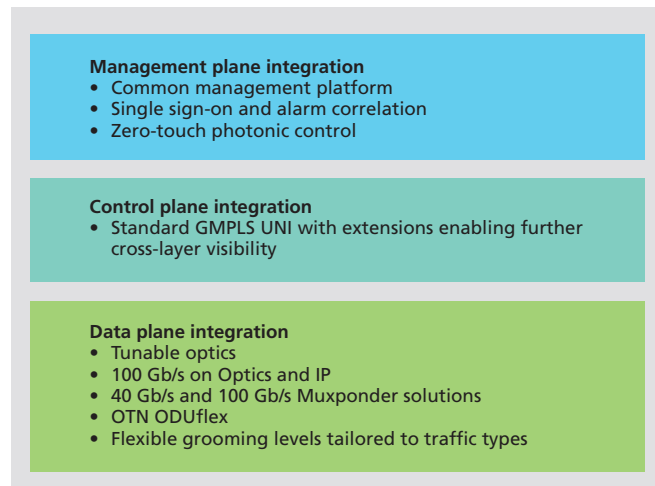 Management plane integration
• Common management platform
• Single sign-on and alarm correlation
• Zero-touch photonic control
Control plane integration
• Standard GMPLS UNI with extensions enabling further
cross-layer visibility
Data plane integration
• Tunable optics
• 100 Gb/s on Optics and IP
• 40 Gb/s and 100 Gb/s Muxponder solutions
• OTN ODUflex
• Flexible grooming levels tailored to traffic types